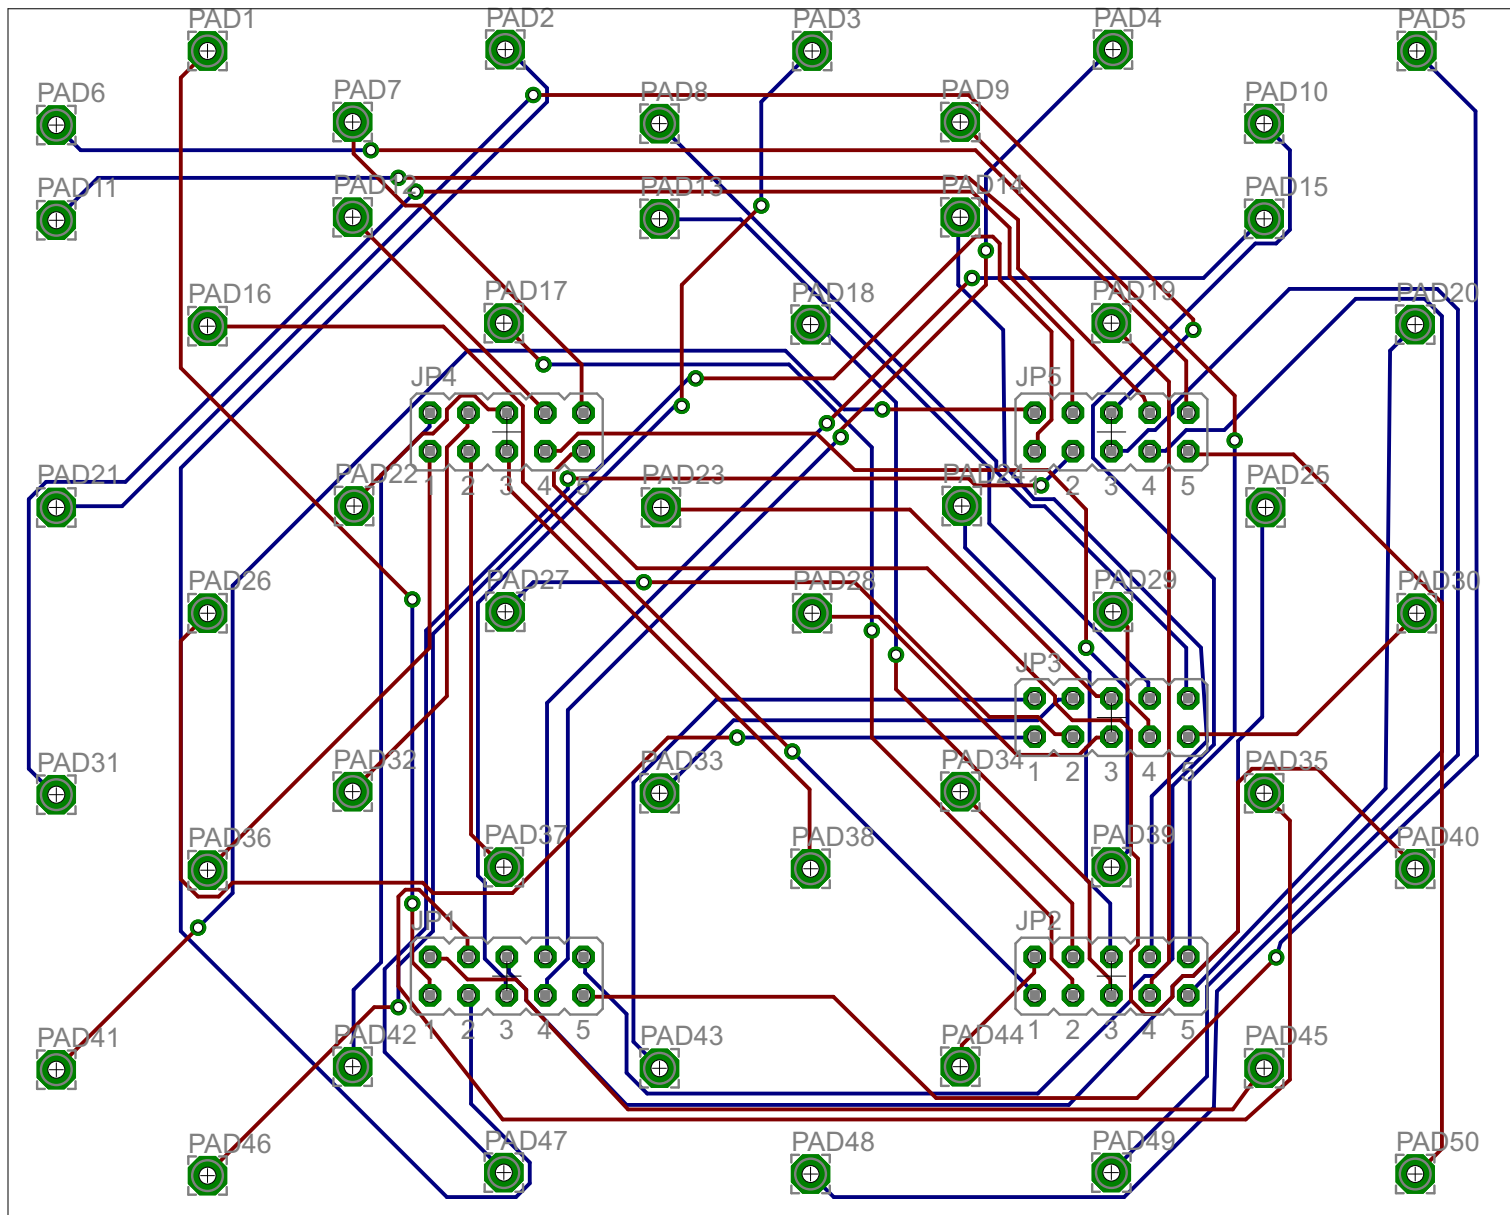 PAD1 PAD2 PAD3 PAD4 PAD5
PAD6 PAD7 PAD8 PAD9 PAD10
PAD11 PAD12 PAD13 PAD14 PAD15
PAD16 PAD17 PAD18 PAD19 PAD20
JP4 JP5
PAD21 PAD22 PAD23 PAD24 PAD25
1 2 3 4 5 1 2 3 4 5
PAD26 PAD27 PAD28 PAD29 PAD30
JP3
1 2 3 4 5
PAD31 PAD32 PAD33 PAD34 PAD35
PAD36 PAD37 PAD38 PAD39 PAD40
JP1 JP2
1 2 3 4 5 1 2 3 4 5
PAD41 PAD42 PAD43 PAD44 PAD45
PAD46 PAD47 PAD48 PAD49 PAD50